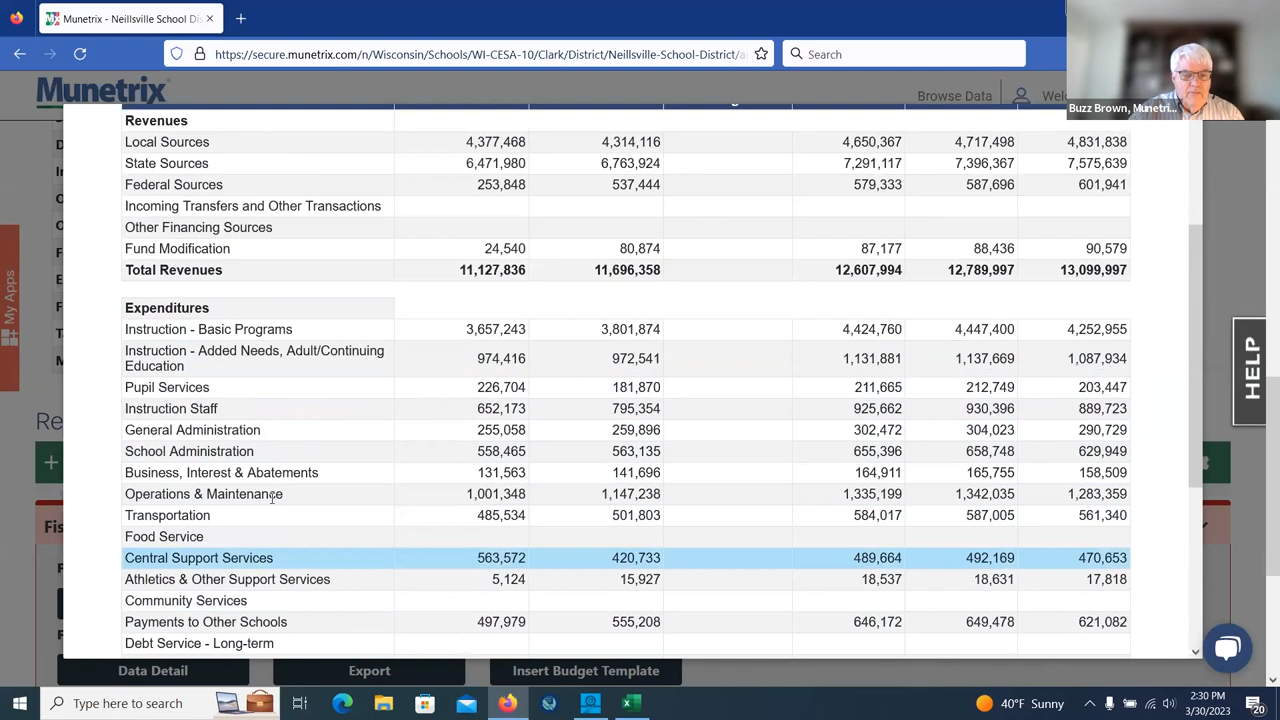 Munetrix - Neillsville School Dis
https://secure.munetrix.com/n/Wisconsin/Schools/WI-CESA-10/Clark/District/Neillsville-School-District/a
Search
Munetrix
Browse Data
Buzz Brown, Munetri...
My Apps
HELP
Revenues
Local Sources 4,377,468 4,314,116 4,650,367 4,717,498 4,831,838
State Sources 6,471,980 6,763,924 7,291,117 7,396,367 7,575,639
Federal Sources 253,848 537,444 579,333 587,696 601,941
Incoming Transfers and Other Transactions
Other Financing Sources
Fund Modification 24,540 80,874 87,177 88,436 90,579
Total Revenues 11,127,836 11,696,358 12,607,994 12,789,997 13,099,997
Expenditures
Instruction - Basic Programs 3,657,243 3,801,874 4,424,760 4,447,400 4,252,955
Instruction - Added Needs, Adult/Continuing
Education 974,416 972,541 1,131,881 1,137,669 1,087,934
Pupil Services 226,704 181,870 211,665 212,749 203,447
Instruction Staff 652,173 795,354 925,662 930,396 889,723
General Administration 255,058 259,896 302,472 304,023 290,729
School Administration 558,465 563,135 655,396 658,748 629,949
Business, Interest & Abatements 131,563 141,696 164,911 165,755 158,509
Operations & Maintenance 1,001,348 1,147,238 1,335,199 1,342,035 1,283,359
Transportation 485,534 501,803 584,017 587,005 561,340
Food Service
Central Support Services 563,572 420,733 489,664 492,169 470,653
Athletics & Other Support Services 5,124 15,927 18,537 18,631 17,818
Community Services
Payments to Other Schools 497,979 555,208 646,172 649,478 621,082
Debt Service - Long-term
Data Detail Export Insert Budget Template
Type here to search
40°F Sunny
2:30 PM
3/30/2023
20